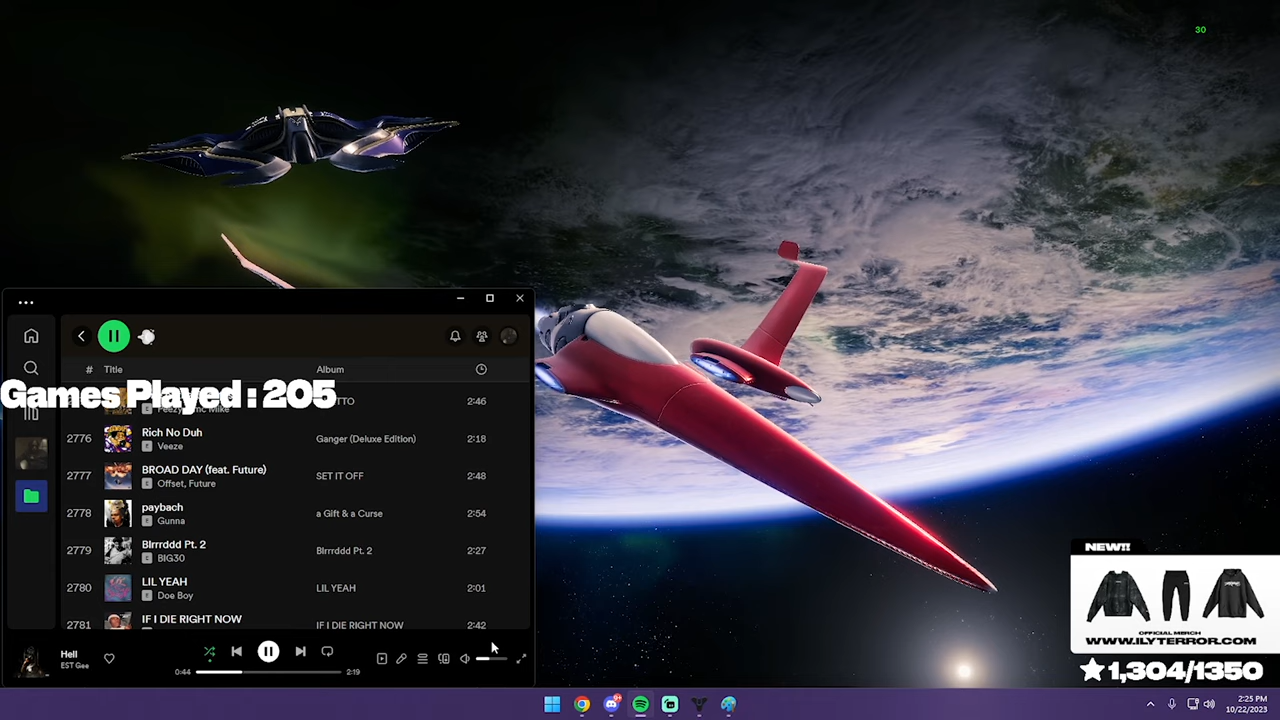 30
# Title Album
Games Played : 205
2:46
2776 Rich No Duh Ganger (Deluxe Edition) 2:18
E Veeze
2777 BROAD DAY (feat. Future) SET IT OFF 2:48
E Offset, Future
2778 paybach a Gift & a Curse 2:54
E Gunna
2779 Blrrrddd Pt. 2 Blrrrddd Pt. 2 2:27
E BIG30
2780 LIL YEAH LIL YEAH 2:01
E Doe Boy
2781 IF I DIE RIGHT NOW IF I DIE RIGHT NOW 2:42
Hell
EST Gee
0:44 2:19
NEW!!
OFFICIAL MERCH
WWW.ILYTERROR.COM
★1,304/1350
2:25 PM
10/22/2023